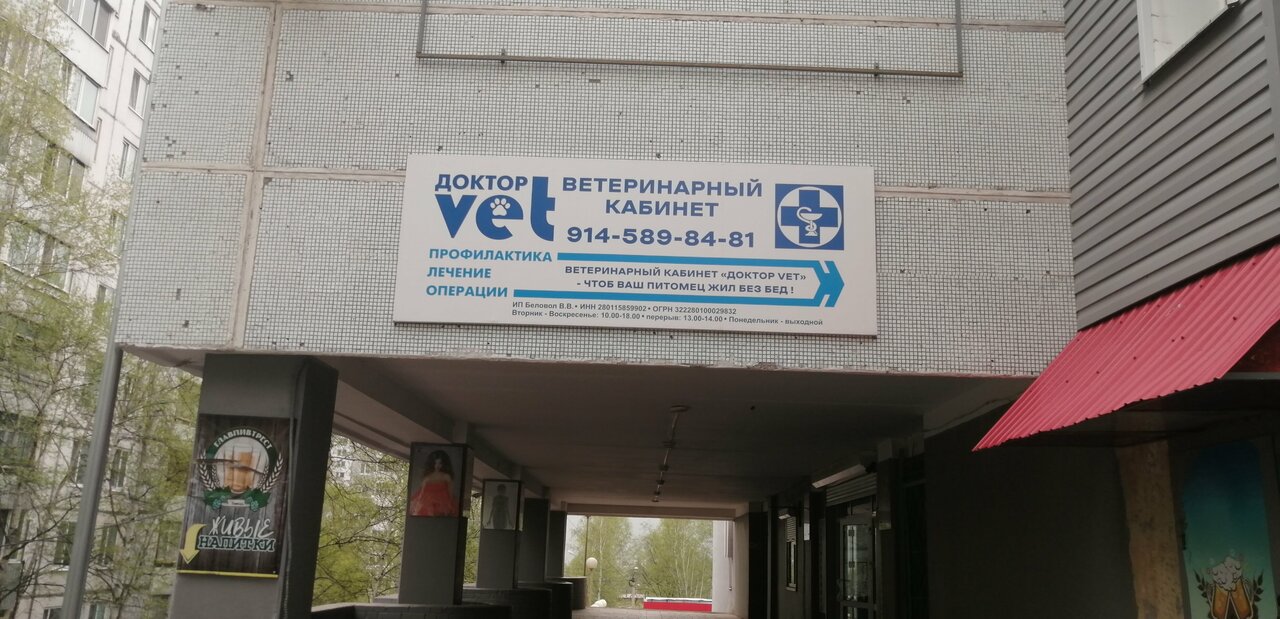 ДОКТОР
vet
ВЕТЕРИНАРНЫЙ
КАБИНЕТ
914-589-84-81
ПРОФИЛАКТИКА
ЛЕЧЕНИЕ
ОПЕРАЦИИ
ВЕТЕРИНАРНЫЙ КАБИНЕТ «ДОКТОР VET»
- ЧТОБ ВАШ ПИТОМЕЦ ЖИЛ БЕЗ БЕД !
ИП Беловол В.В. • ИНН 280115859902 • ОГРН 322280100029832
Вторник - Воскресенье: 10.00-18.00 • перерыв: 13.00-14.00 • Понедельник - выходной
ГЛАВПИВТРЕСТ
ЖИВЫЕ
НАПИТКИ